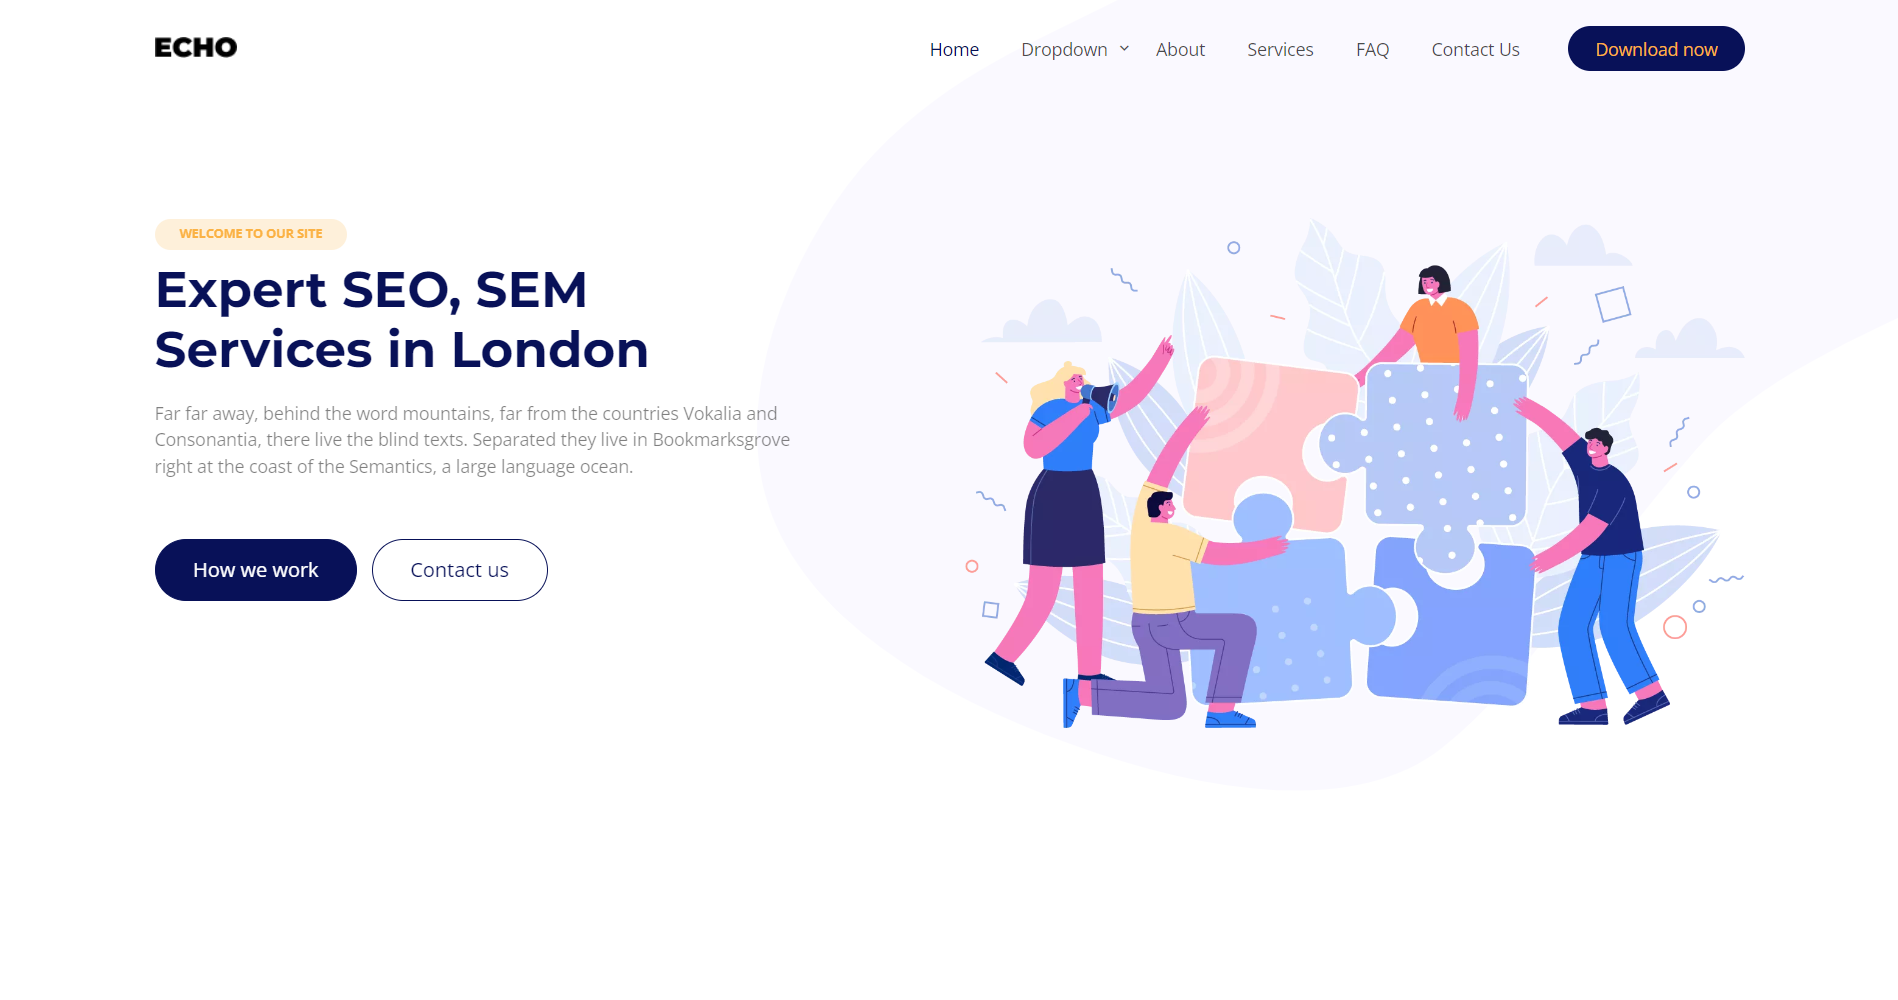 ECHO
Home Dropdown About Services FAQ Contact Us Download now
WELCOME TO OUR SITE
Expert SEO, SEM
Services in London
Far far away, behind the word mountains, far from the countries Vokalia and
Consonantia, there live the blind texts. Separated they live in Bookmarksgrove
right at the coast of the Semantics, a large language ocean.
How we work Contact us